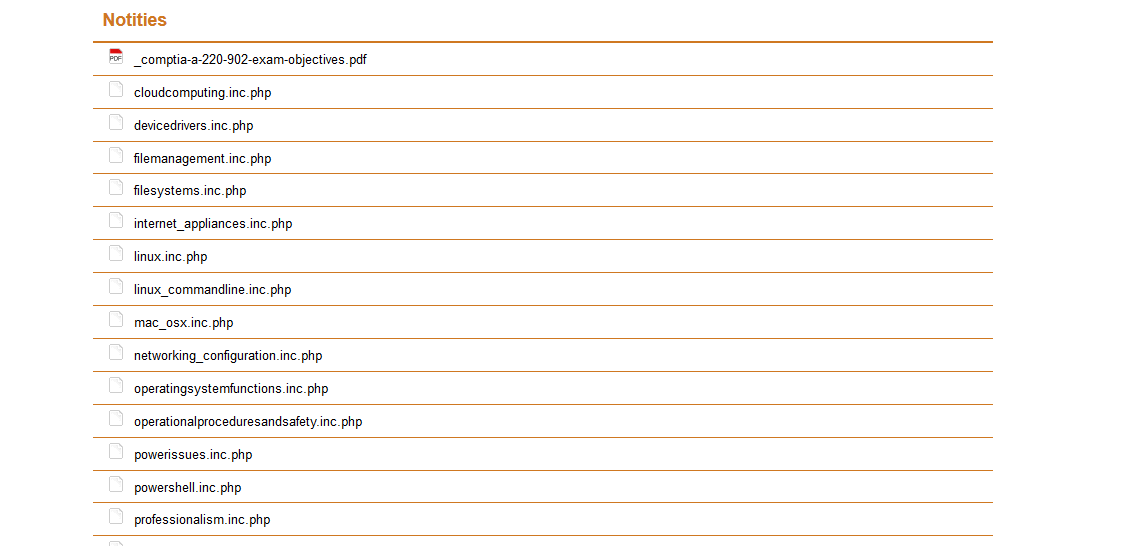 Notities
PDF
_comptia-a-220-902-exam-objectives.pdf
cloudcomputing.inc.php
devicedrivers.inc.php
filemanagement.inc.php
filesystems.inc.php
internet_appliances.inc.php
linux.inc.php
linux_commandline.inc.php
mac_osx.inc.php
networking_configuration.inc.php
operatingsystemfunctions.inc.php
operationalproceduresandsafety.inc.php
powerissues.inc.php
powershell.inc.php
professionalism.inc.php